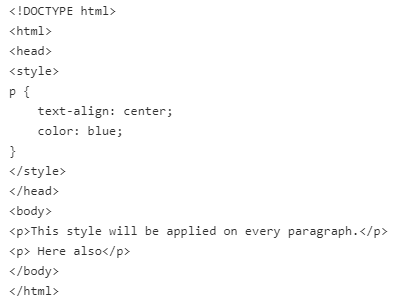 <!DOCTYPE html>
<html>
<head>
<style>
p {
    text-align: center;
    color: blue;
}
</style>
</head>
<body>
<p>This style will be applied on every paragraph.</p>
<p> Here also</p>
</body>
</html>